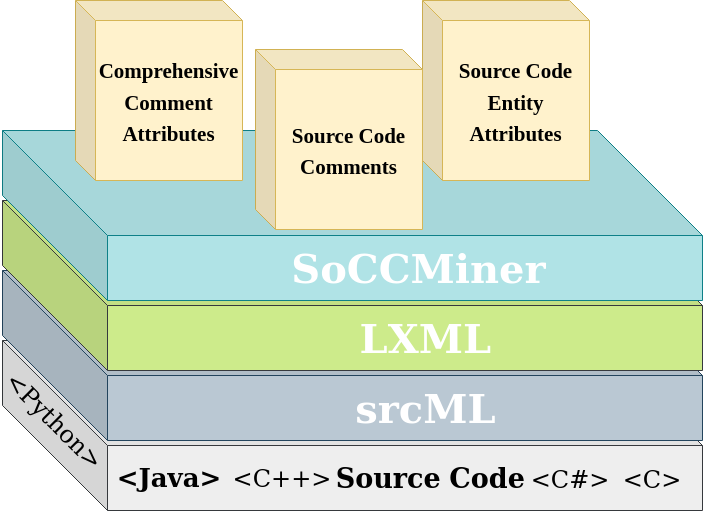 Comprehensive
Comment
Attributes
Source Code
Comments
Source Code
Entity
Attributes
SoCCMiner
LXML
srcML
<Python>
<Java> <C++> Source Code <C#> <C>